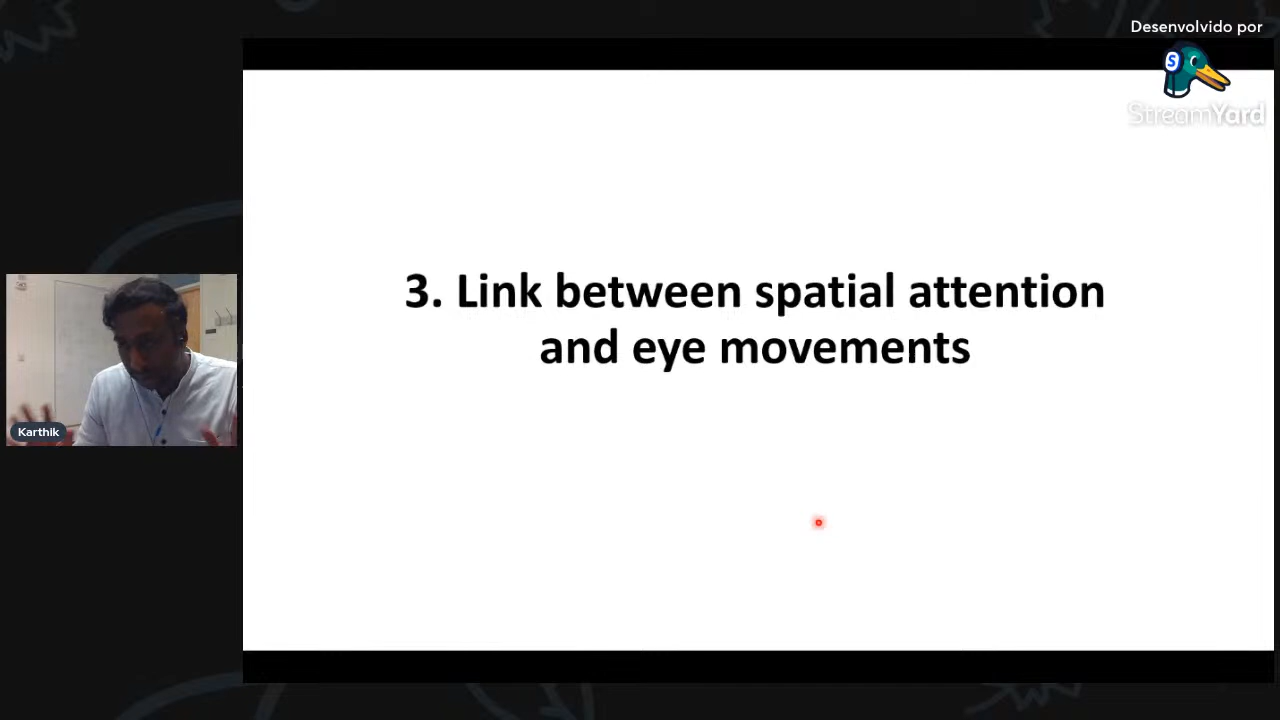 Desenvolvido por
S
StreamYard
3. Link between spatial attention
and eye movements
Karthik